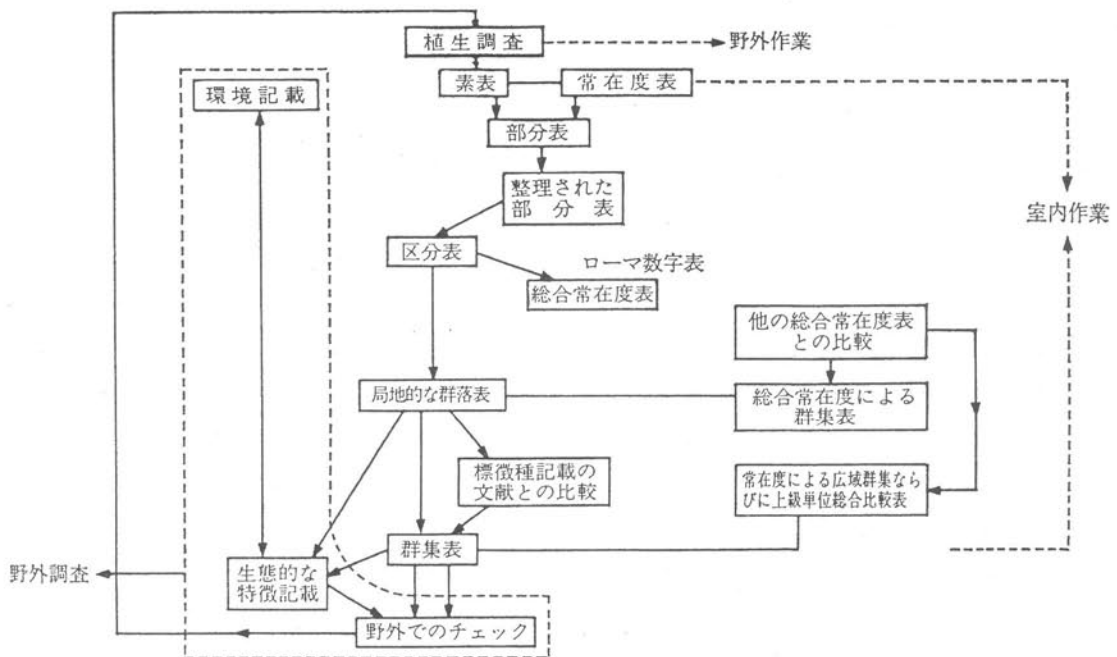 植生調査
野外作業
素表
常在度表
環境記載
部分表
整理された
部分表
室内作業
区分表
ローマ数字表
総合常在度表
他の総合常在度表
との比較
局地的な群落表
総合常在度による
群集表
標徴種記載の
文献との比較
常在度による広域群集なら
びに上級単位総合比較表
群集表
野外調査
生態的な
特徴記載
野外でのチェック